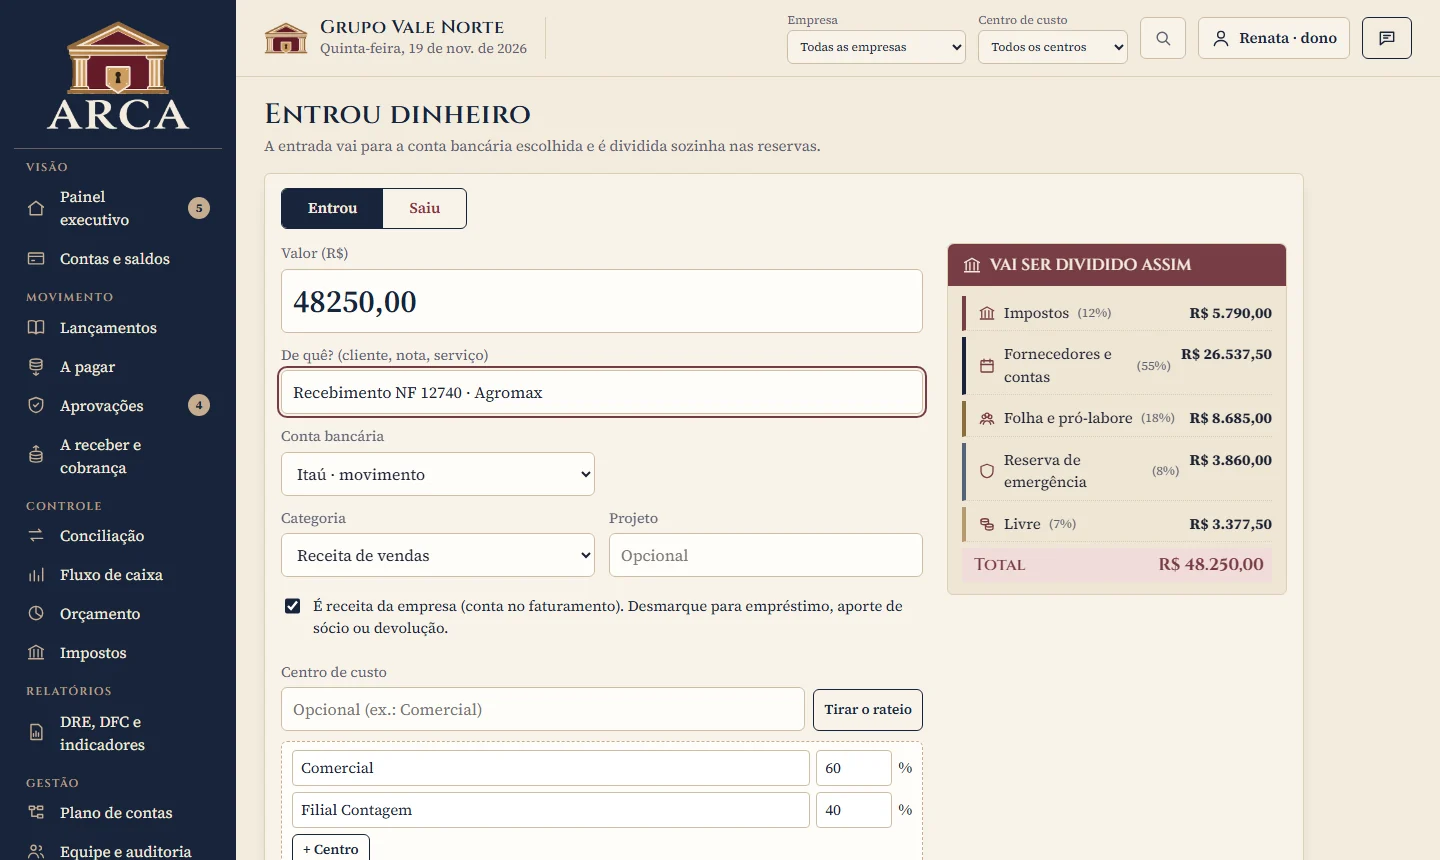 ARCA
VISÃO
Painel
executivo
5
Contas e saldos
MOVIMENTO
Lançamentos
A pagar
Aprovações
4
A receber e
cobrança
CONTROLE
Conciliação
Fluxo de caixa
Orçamento
Impostos
RELATÓRIOS
DRE, DFC e
indicadores
GESTÃO
Plano de contas
Equipe e auditoria
Grupo Vale Norte
Quinta-feira, 19 de nov. de 2026
Empresa
Todas as empresas
Centro de custo
Todos os centros
Renata · dono
Entrou dinheiro
A entrada vai para a conta bancária escolhida e é dividida sozinha nas reservas.
Entrou
Saiu
Valor (R$)
48250,00
De quê? (cliente, nota, serviço)
Recebimento NF 12740 · Agromax
Conta bancária
Itaú · movimento
Categoria
Projeto
Receita de vendas
Opcional
É receita da empresa (conta no faturamento). Desmarque para empréstimo, aporte de
sócio ou devolução.
Centro de custo
Opcional (ex.: Comercial)
Tirar o rateio
Comercial
60
%
Filial Contagem
40
%
+ Centro
VAI SER DIVIDIDO ASSIM
Impostos (12%) R$ 5.790,00
Fornecedores e
contas
(55%) R$ 26.537,50
Folha e pró-labore (18%) R$ 8.685,00
Reserva de
emergência
(8%) R$ 3.860,00
Livre (7%) R$ 3.377,50
Total R$ 48.250,00